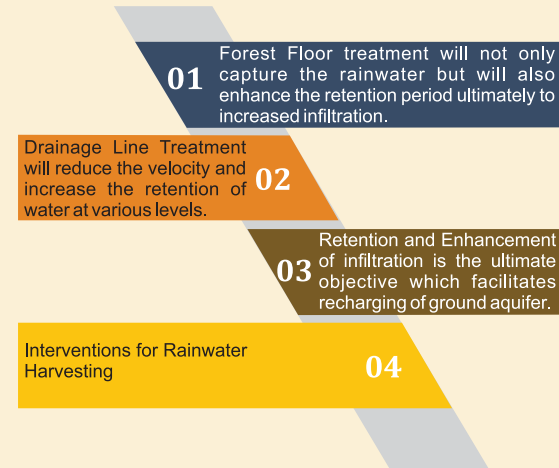 01
Forest Floor treatment will not only
capture the rainwater but will also
enhance the retention period ultimately to
increased infiltration.
Drainage Line Treatment
will reduce the velocity and
increase the retention of
water at various levels.
02
03
Retention and Enhancement
of infiltration is the ultimate
objective which facilitates
recharging of ground aquifer.
Interventions for Rainwater
Harvesting
04